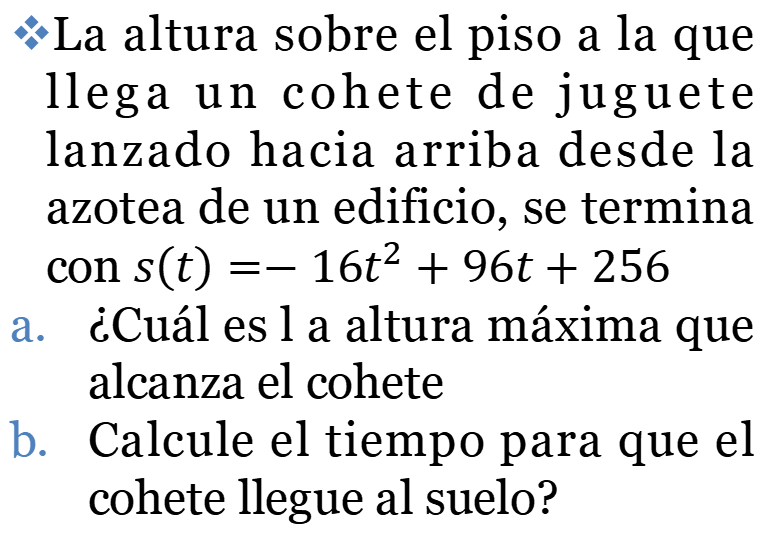 ❖La altura sobre el piso a la que
llega un cohete de juguete
lanzado hacia arriba desde la
azotea de un edificio, se termina
con s(t) =− 16t² + 96t + 256
a. ¿Cuál es l a altura máxima que
alcanza el cohete
b. Calcule el tiempo para que el
cohete llegue al suelo?